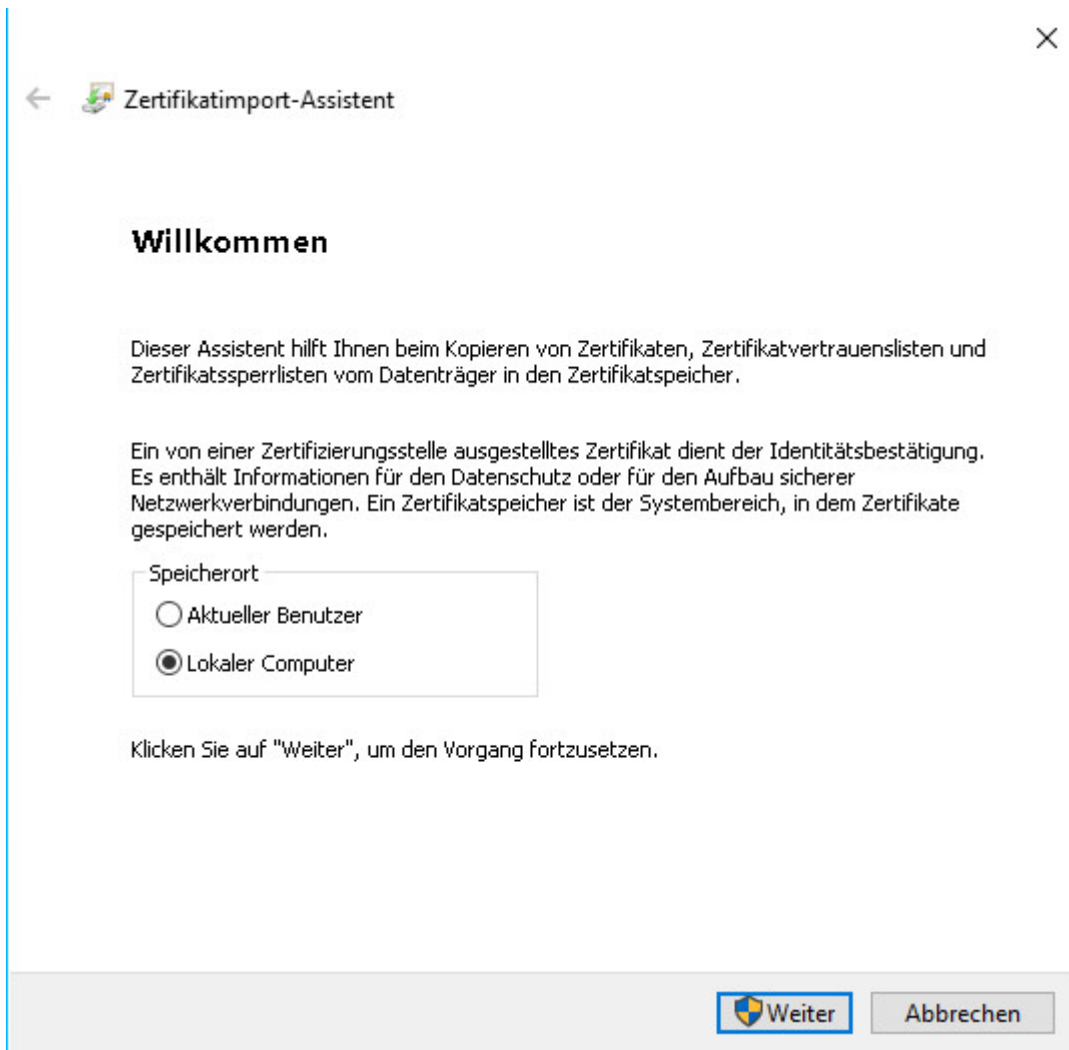 Zertifikatimport-Assistent
Willkommen
Dieser Assistent hilft Ihnen beim Kopieren von Zertifikaten, Zertifikatvertrauenslisten und
Zertifikatssperrlisten vom Datenträger in den Zertifikatspeicher.
Ein von einer Zertifizierungsstelle ausgestelltes Zertifikat dient der Identitätsbestätigung.
Es enthält Informationen für den Datenschutz oder für den Aufbau sicherer
Netzwerkverbindungen. Ein Zertifikatspeicher ist der Systembereich, in dem Zertifikate
gespeichert werden.
Speicherort
Aktueller Benutzer
Lokaler Computer
Klicken Sie auf "Weiter", um den Vorgang fortzusetzen.
Weiter
Abbrechen